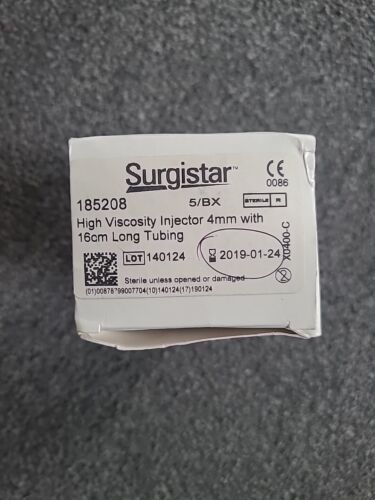 Surgistar™
CE
0086
185208
5/BX
STERILE R
High Viscosity Injector 4mm with
16cm Long Tubing
LOT 140124
2019-01-24
X0400-C
Sterile unless opened or damaged
(01)00878799007704(10)140124(17)190124